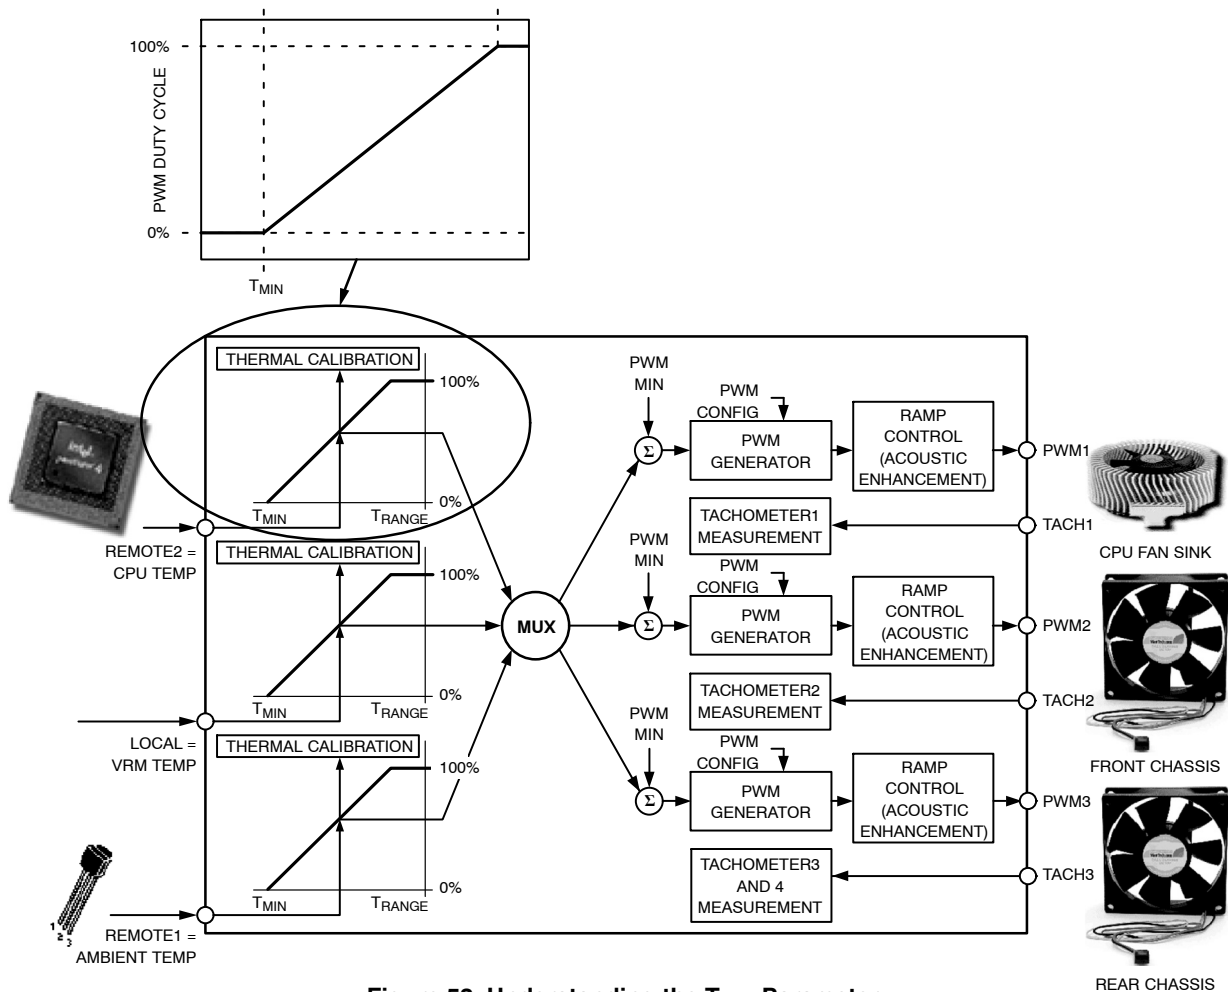 100%
PWM DUTY CYCLE
0%
TMIN
THERMAL CALIBRATION
100%
0%
TMIN
TRANGE
REMOTE2 =
CPU TEMP
THERMAL CALIBRATION
100%
0%
TMIN
TRANGE
LOCAL =
VRM TEMP
THERMAL CALIBRATION
100%
0%
TMIN
TRANGE
REMOTE1 =
AMBIENT TEMP
1
2
3
intel
MUX
PWM
MIN
Σ
PWM
CONFIG
PWM
GENERATOR
RAMP
CONTROL
(ACOUSTIC
ENHANCEMENT)
PWM1
TACHOMETER1
MEASUREMENT
TACH1
CPU FAN SINK
PWM
MIN
Σ
PWM
CONFIG
PWM
GENERATOR
RAMP
CONTROL
(ACOUSTIC
ENHANCEMENT)
PWM2
TACHOMETER2
MEASUREMENT
TACH2
FRONT CHASSIS
PWM
MIN
Σ
PWM
CONFIG
PWM
GENERATOR
RAMP
CONTROL
(ACOUSTIC
ENHANCEMENT)
PWM3
TACHOMETER3
AND 4
MEASUREMENT
TACH3
REAR CHASSIS